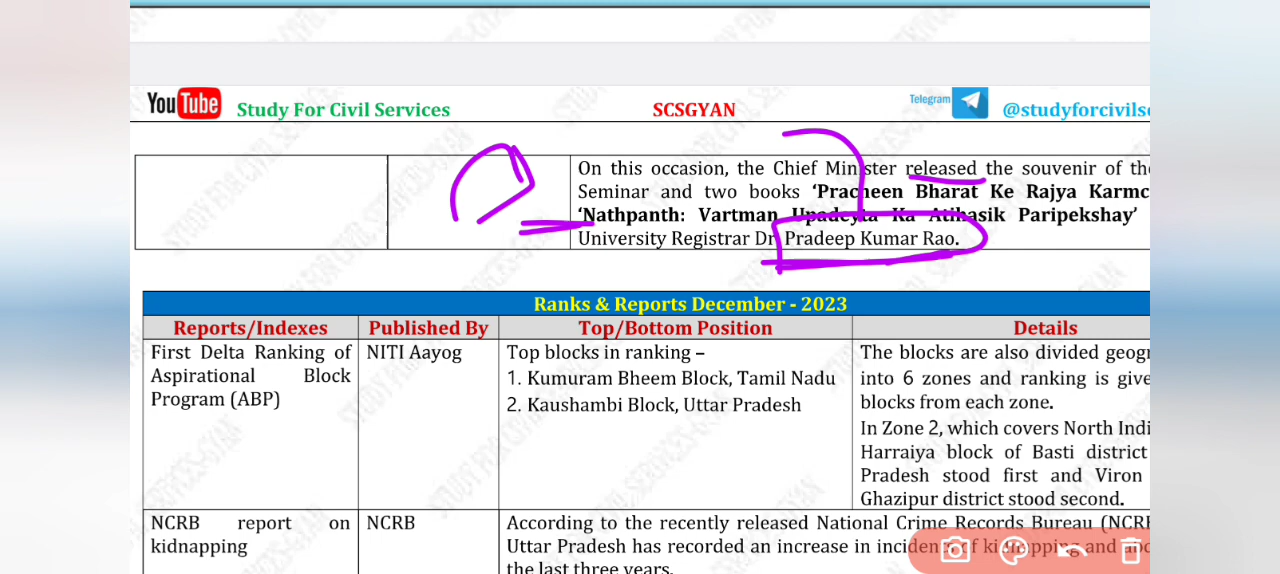 YouTube Study For Civil Services SCSGYAN Telegram @studyforcivils
On this occasion, the Chief Minister released the souvenir of th
Seminar and two books ‘Pracheen Bharat Ke Rajya Karmc
‘Nathpanth: Vartman Upadeyta Ka Atihasik Paripekshay’
University Registrar Dr. Pradeep Kumar Rao.
Ranks & Reports December - 2023
Reports/Indexes Published By Top/Bottom Position Details
First Delta Ranking of
Aspirational Block
Program (ABP)
NITI Aayog
Top blocks in ranking –
1. Kumuram Bheem Block, Tamil Nadu
2. Kaushambi Block, Uttar Pradesh
The blocks are also divided geogr
into 6 zones and ranking is give
blocks from each zone.
In Zone 2, which covers North Indi
Harraiya block of Basti district
Pradesh stood first and Viron
Ghazipur district stood second.
NCRB report on
kidnapping
NCRB
According to the recently released National Crime Records Bureau (NCRB
Uttar Pradesh has recorded an increase in incidents of kidnapping and
the last three years.